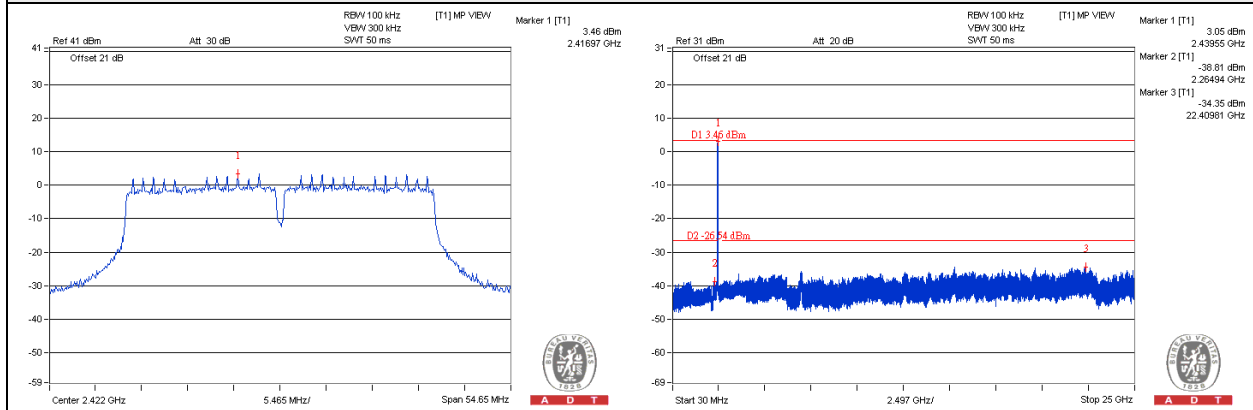 RBW 100 kHz
VBW 300 kHz
SWT 50 ms
[T1] MP VIEW
Marker 1 [T1]
3.46 dBm
2.41697 GHz
Ref 41 dBm
Att 30 dB
41
Offset 21 dB
30
20
10
0
-10
-20
-30
-40
-50
-59
1
Center 2.422 GHz
5.465 MHz/
Span 54.65 MHz
BUREAU VERITAS
1828
A D T
RBW 100 kHz
VBW 300 kHz
SWT 50 ms
[T1] MP VIEW
Marker 1 [T1]
3.05 dBm
2.43955 GHz
Marker 2 [T1]
-38.81 dBm
2.26494 GHz
Marker 3 [T1]
-34.35 dBm
22.40981 GHz
Ref 31 dBm
Att 20 dB
31
Offset 21 dB
20
10
0
-10
-20
-30
-40
-50
-60
-69
1
D1 3.46 dBm
D2 -26.54 dBm
2
3
Start 30 MHz
2.497 GHz/
Stop 25 GHz
BUREAU VERITAS
1828
A D T